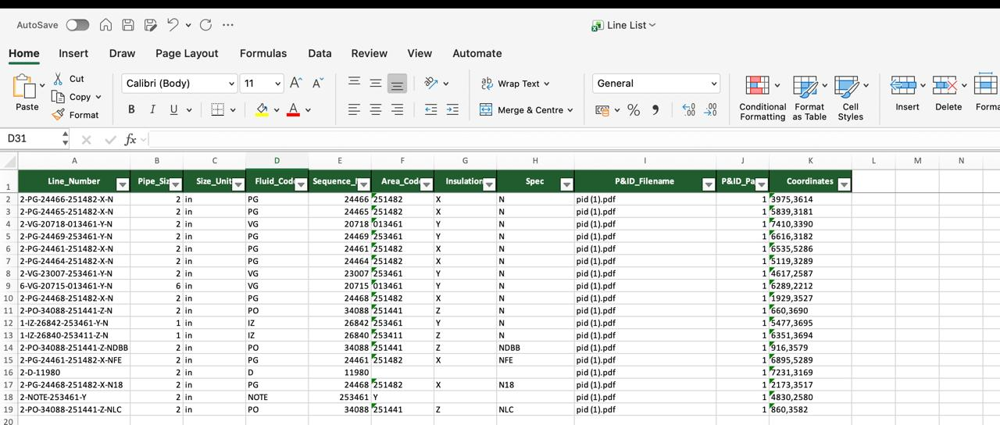 AutoSave Line List
Home Insert Draw Page Layout Formulas Data Review View Automate
Cut
Copy
Format
Paste
Calibri (Body) 11
B I U
A A A
ab c Wrap Text
Merge & Centre
General
% 9
Conditional Formatting
Format as Table
Cell Styles
Insert Delete Forma
D31 fx
A B C D E F G H I J K L M N
1 Line_Number Pipe_Siz Size_Unit Fluid_Cod Sequence_ Area_Cod Insulation Spec P&ID_Filename P&ID_Pa Coordinates
2 2-PG-24466-251482-X-N 2 in PG 24466 251482 X N pid (1).pdf 1 3975,3614
3 2-PG-24465-251482-X-N 2 in PG 24465 251482 X N pid (1).pdf 1 5839,3181
4 2-VG-20718-013461-Y-N 2 in VG 20718 013461 Y N pid (1).pdf 1 7410,3390
5 2-PG-24469-253461-Y-N 2 in PG 24469 253461 Y N pid (1).pdf 1 6616,3182
6 2-PG-24461-251482-X-N 2 in PG 24461 251482 X N pid (1).pdf 1 6535,5286
7 2-PG-24464-251482-X-N 2 in PG 24464 251482 X N pid (1).pdf 1 5119,3289
8 2-VG-23007-253461-Y-N 2 in VG 23007 253461 Y N pid (1).pdf 1 4617,2587
9 6-VG-20715-013461-Y-N 6 in VG 20715 013461 Y N pid (1).pdf 1 6289,2212
10 2-PG-24468-251482-X-N 2 in PG 24468 251482 X N pid (1).pdf 1 1929,3527
11 2-PO-34088-251441-Z-N 2 in PO 34088 251441 Z N pid (1).pdf 1 660,3690
12 1-IZ-26842-253461-Y-N 1 in IZ 26842 253461 Y N pid (1).pdf 1 5477,3695
13 1-IZ-26840-253411-Z-N 1 in IZ 26840 253411 Z N pid (1).pdf 1 6351,3694
14 2-PO-34088-251441-Z-NDBB 2 in PO 34088 251441 Z NDBB pid (1).pdf 1 916,3579
15 2-PG-24461-251482-X-NFE 2 in PG 24461 251482 X NFE pid (1).pdf 1 6895,5289
16 2-D-11980 2 in D 11980 pid (1).pdf 1 7231,3169
17 2-PG-24468-251482-X-N18 2 in PG 24468 251482 X N18 pid (1).pdf 1 2173,3517
18 2-NOTE-253461-Y 2 in NOTE 253461 Y pid (1).pdf 1 4830,2580
19 2-PO-34088-251441-Z-NLC 2 in PO 34088 251441 Z NLC pid (1).pdf 1 860,3582
20